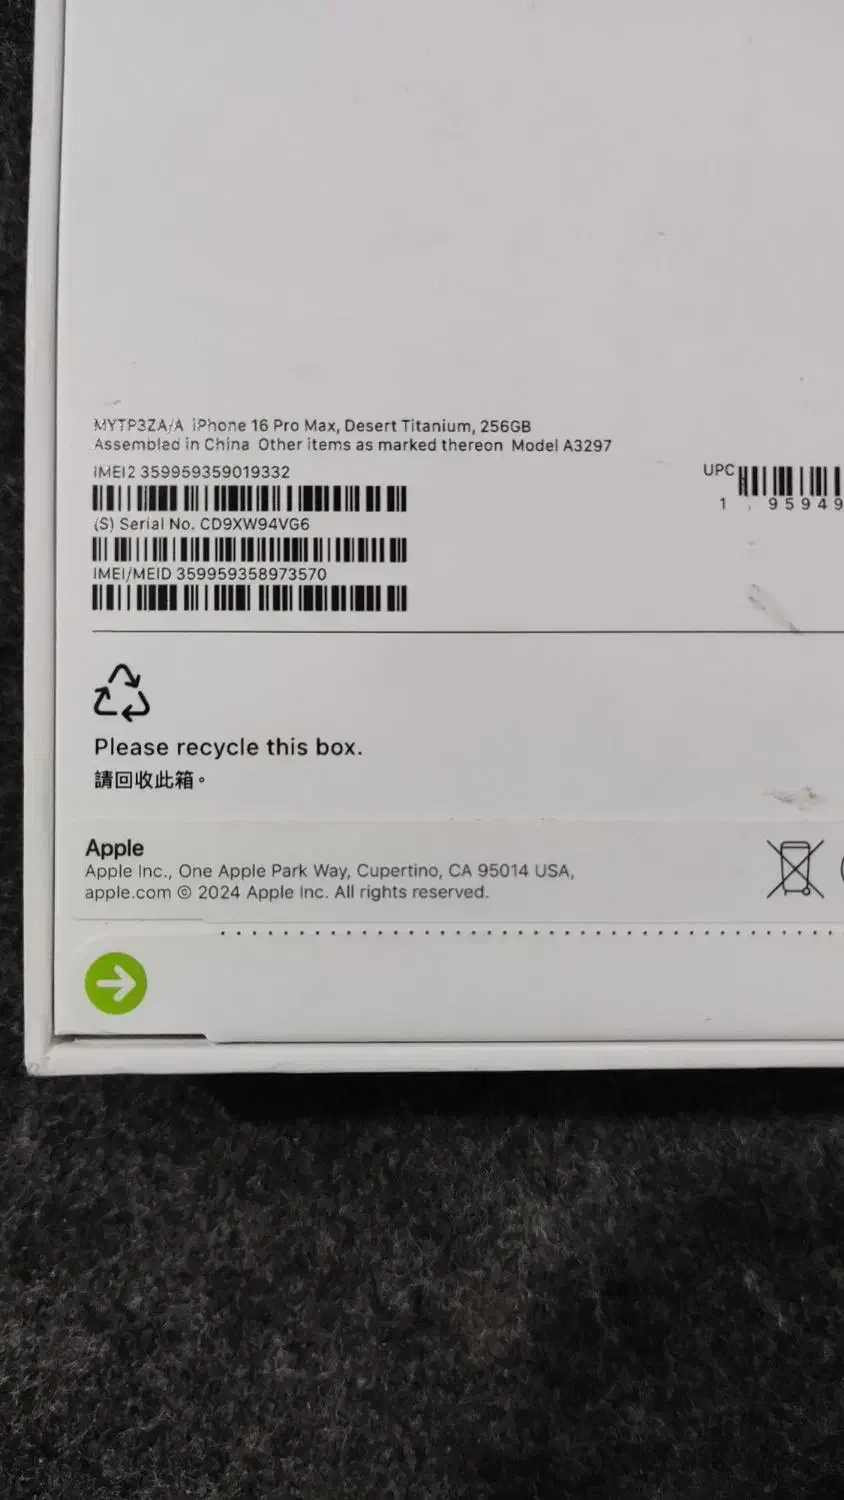 MYTP3ZA/A iPhone 16 Pro Max, Desert Titanium, 256GB
Assembled in China Other items as marked thereon Model A3297
IMEI2 359959359019332
(S) Serial No. CD9XW94VG6
IMEI/MEID 359959358973570
UPC
1 95949
Please recycle this box.
請回收此箱。
Apple
Apple Inc., One Apple Park Way, Cupertino, CA 95014 USA,
apple.com © 2024 Apple Inc. All rights reserved.